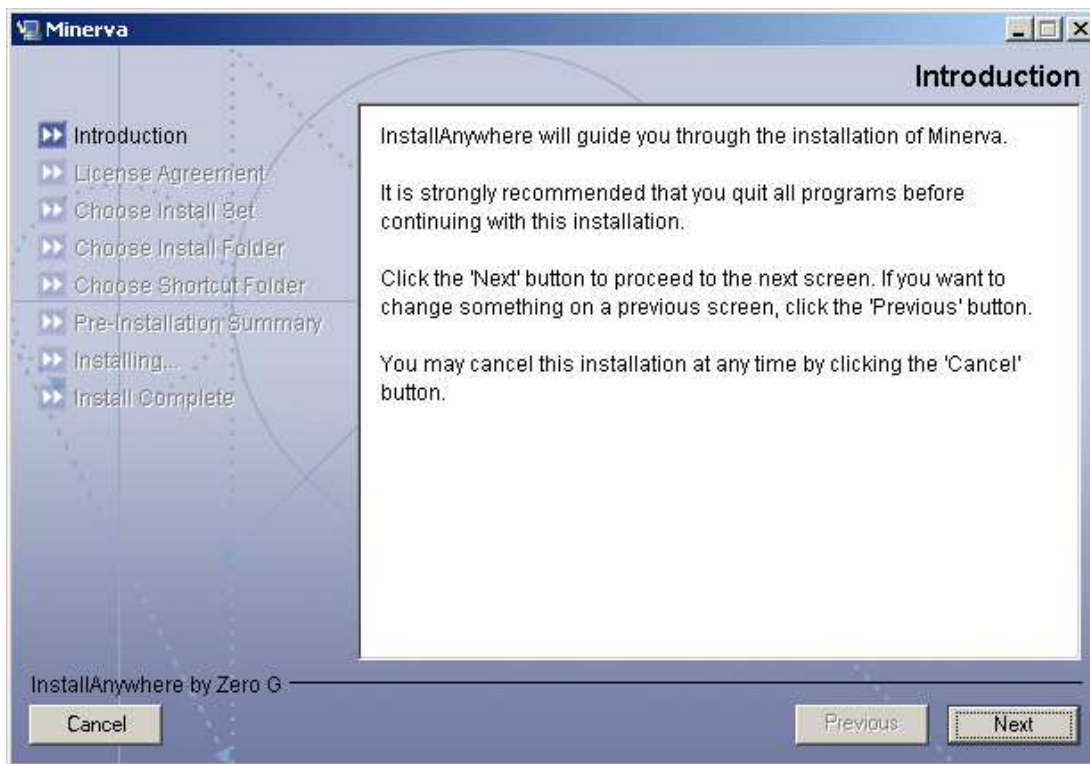 Minerva
Introduction
Introduction
License Agreement
Choose Install Set
Choose Install Folder
Choose Shortcut Folder
Pre-Installation Summary
Installing...
Install Complete
InstallAnywhere will guide you through the installation of Minerva.
It is strongly recommended that you quit all programs before
continuing with this installation.
Click the 'Next' button to proceed to the next screen. If you want to
change something on a previous screen, click the 'Previous' button.
You may cancel this installation at any time by clicking the 'Cancel'
button.
InstallAnywhere by Zero G
Cancel
Previous
Next